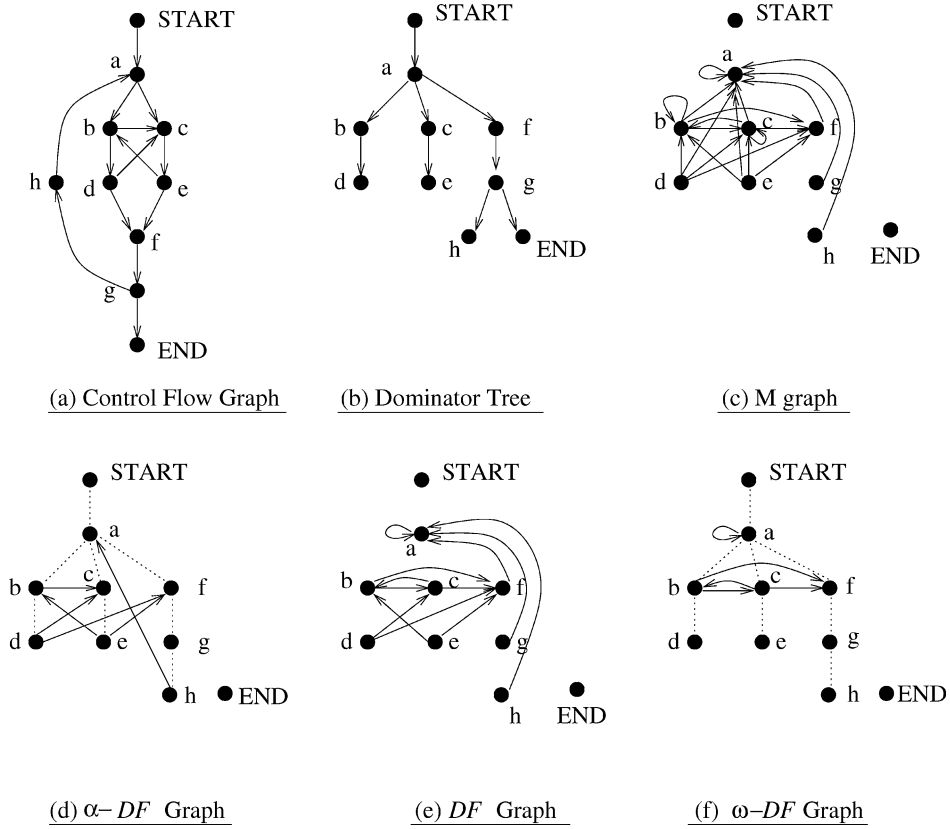 START
a
b
c
h
d
e
f
g
END
(a) Control Flow Graph
START
a
b
c
f
d
e
g
h
END
(b) Dominator Tree
START
a
b
c
f
d
e
g
h
END
(c) M graph
START
a
b
c
f
d
e
g
h
END
(d) α– DF Graph
START
a
b
c
f
d
e
g
h
END
(e) DF Graph
START
a
b
c
f
d
e
g
h
END
(f) ω–DF Graph